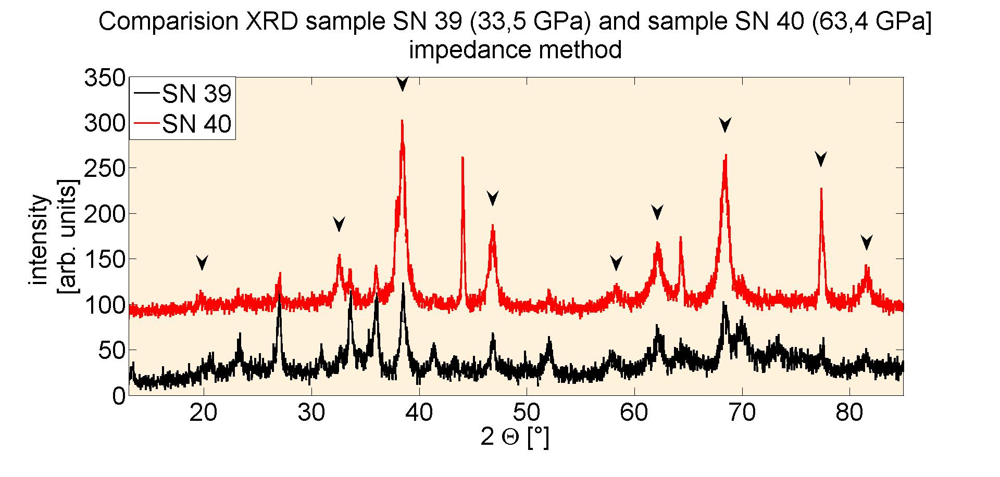 Comparision XRD sample SN 39 (33,5 GPa) and sample SN 40 (63,4 GPa]
impedance method
350
SN 39
300
SN 40
250
200
150
100
50
0
intensity
[arb. units]
20 30 40 50 60 70 80
2 Θ [°]